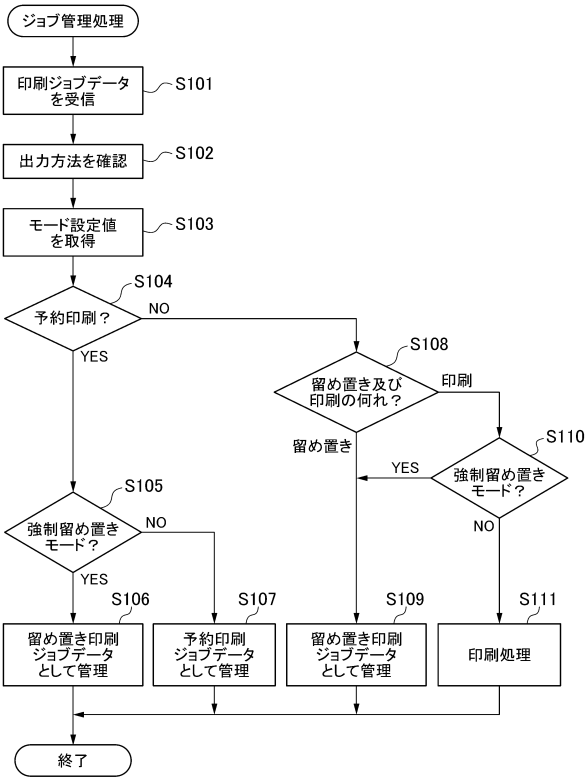 ジョブ管理処理
印刷ジョブデータ
を受信
S101
出力方法を確認
S102
モード設定値
を取得
S103
予約印刷？
S104
NO
YES
留め置き及び
印刷の何れ？
S108
印刷
留め置き
強制留め置き
モード？
S110
YES
NO
強制留め置き
モード？
S105
NO
YES
留め置き印刷
ジョブデータ
として管理
S106
予約印刷
ジョブデータ
として管理
S107
留め置き印刷
ジョブデータ
として管理
S109
印刷処理
S111
終了